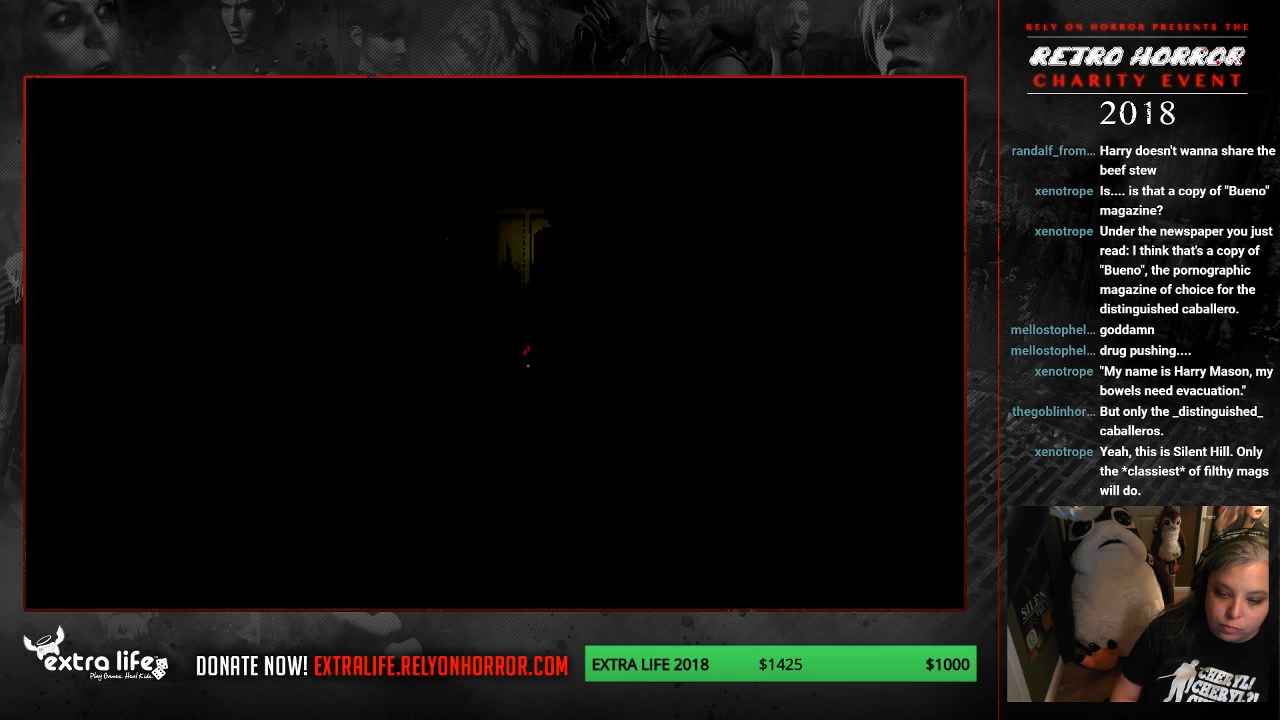 RELY ON HORROR PRESENTS THE
RETRO HORROR
CHARITY EVENT
2018
randalf_from... Harry doesn't wanna share the
beef stew
xenotrope Is.... is that a copy of "Bueno"
magazine?
xenotrope Under the newspaper you just
read: I think that's a copy of
"Bueno", the pornographic
magazine of choice for the
distinguished caballero.
mellostophel... goddamn
mellostophel... drug pushing....
xenotrope "My name is Harry Mason, my
bowels need evacuation."
thegoblinhor... But only the _distinguished_
caballeros.
xenotrope Yeah, this is Silent Hill. Only
the *classiest* of filthy mags
will do.
SILEN
CHERYL!
CHERYL?!
extra life
Play Games. Heal Kids.
DONATE NOW! EXTRALIFE.RELYONHORROR.COM
EXTRA LIFE 2018 $1425 $1000